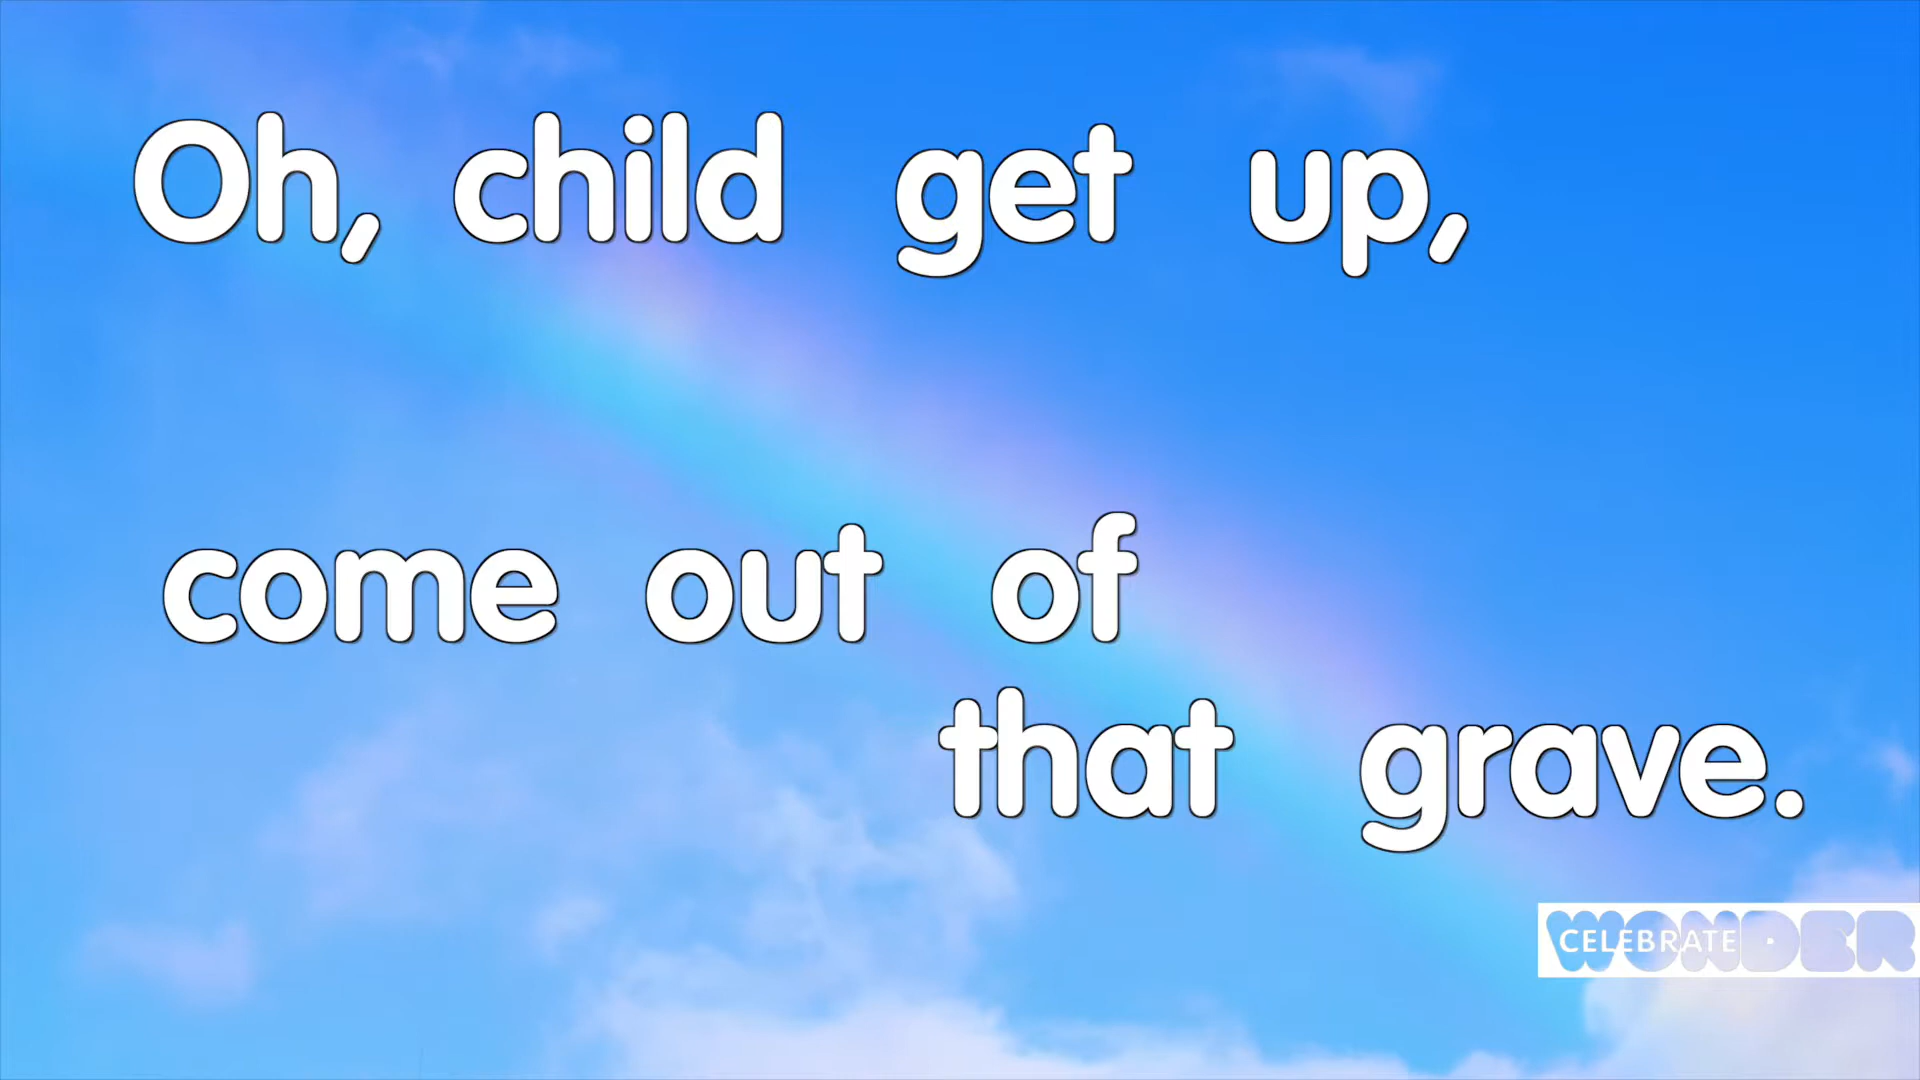 Oh, child get up,
come out of
that grave.
CELEBRATE
WONDER